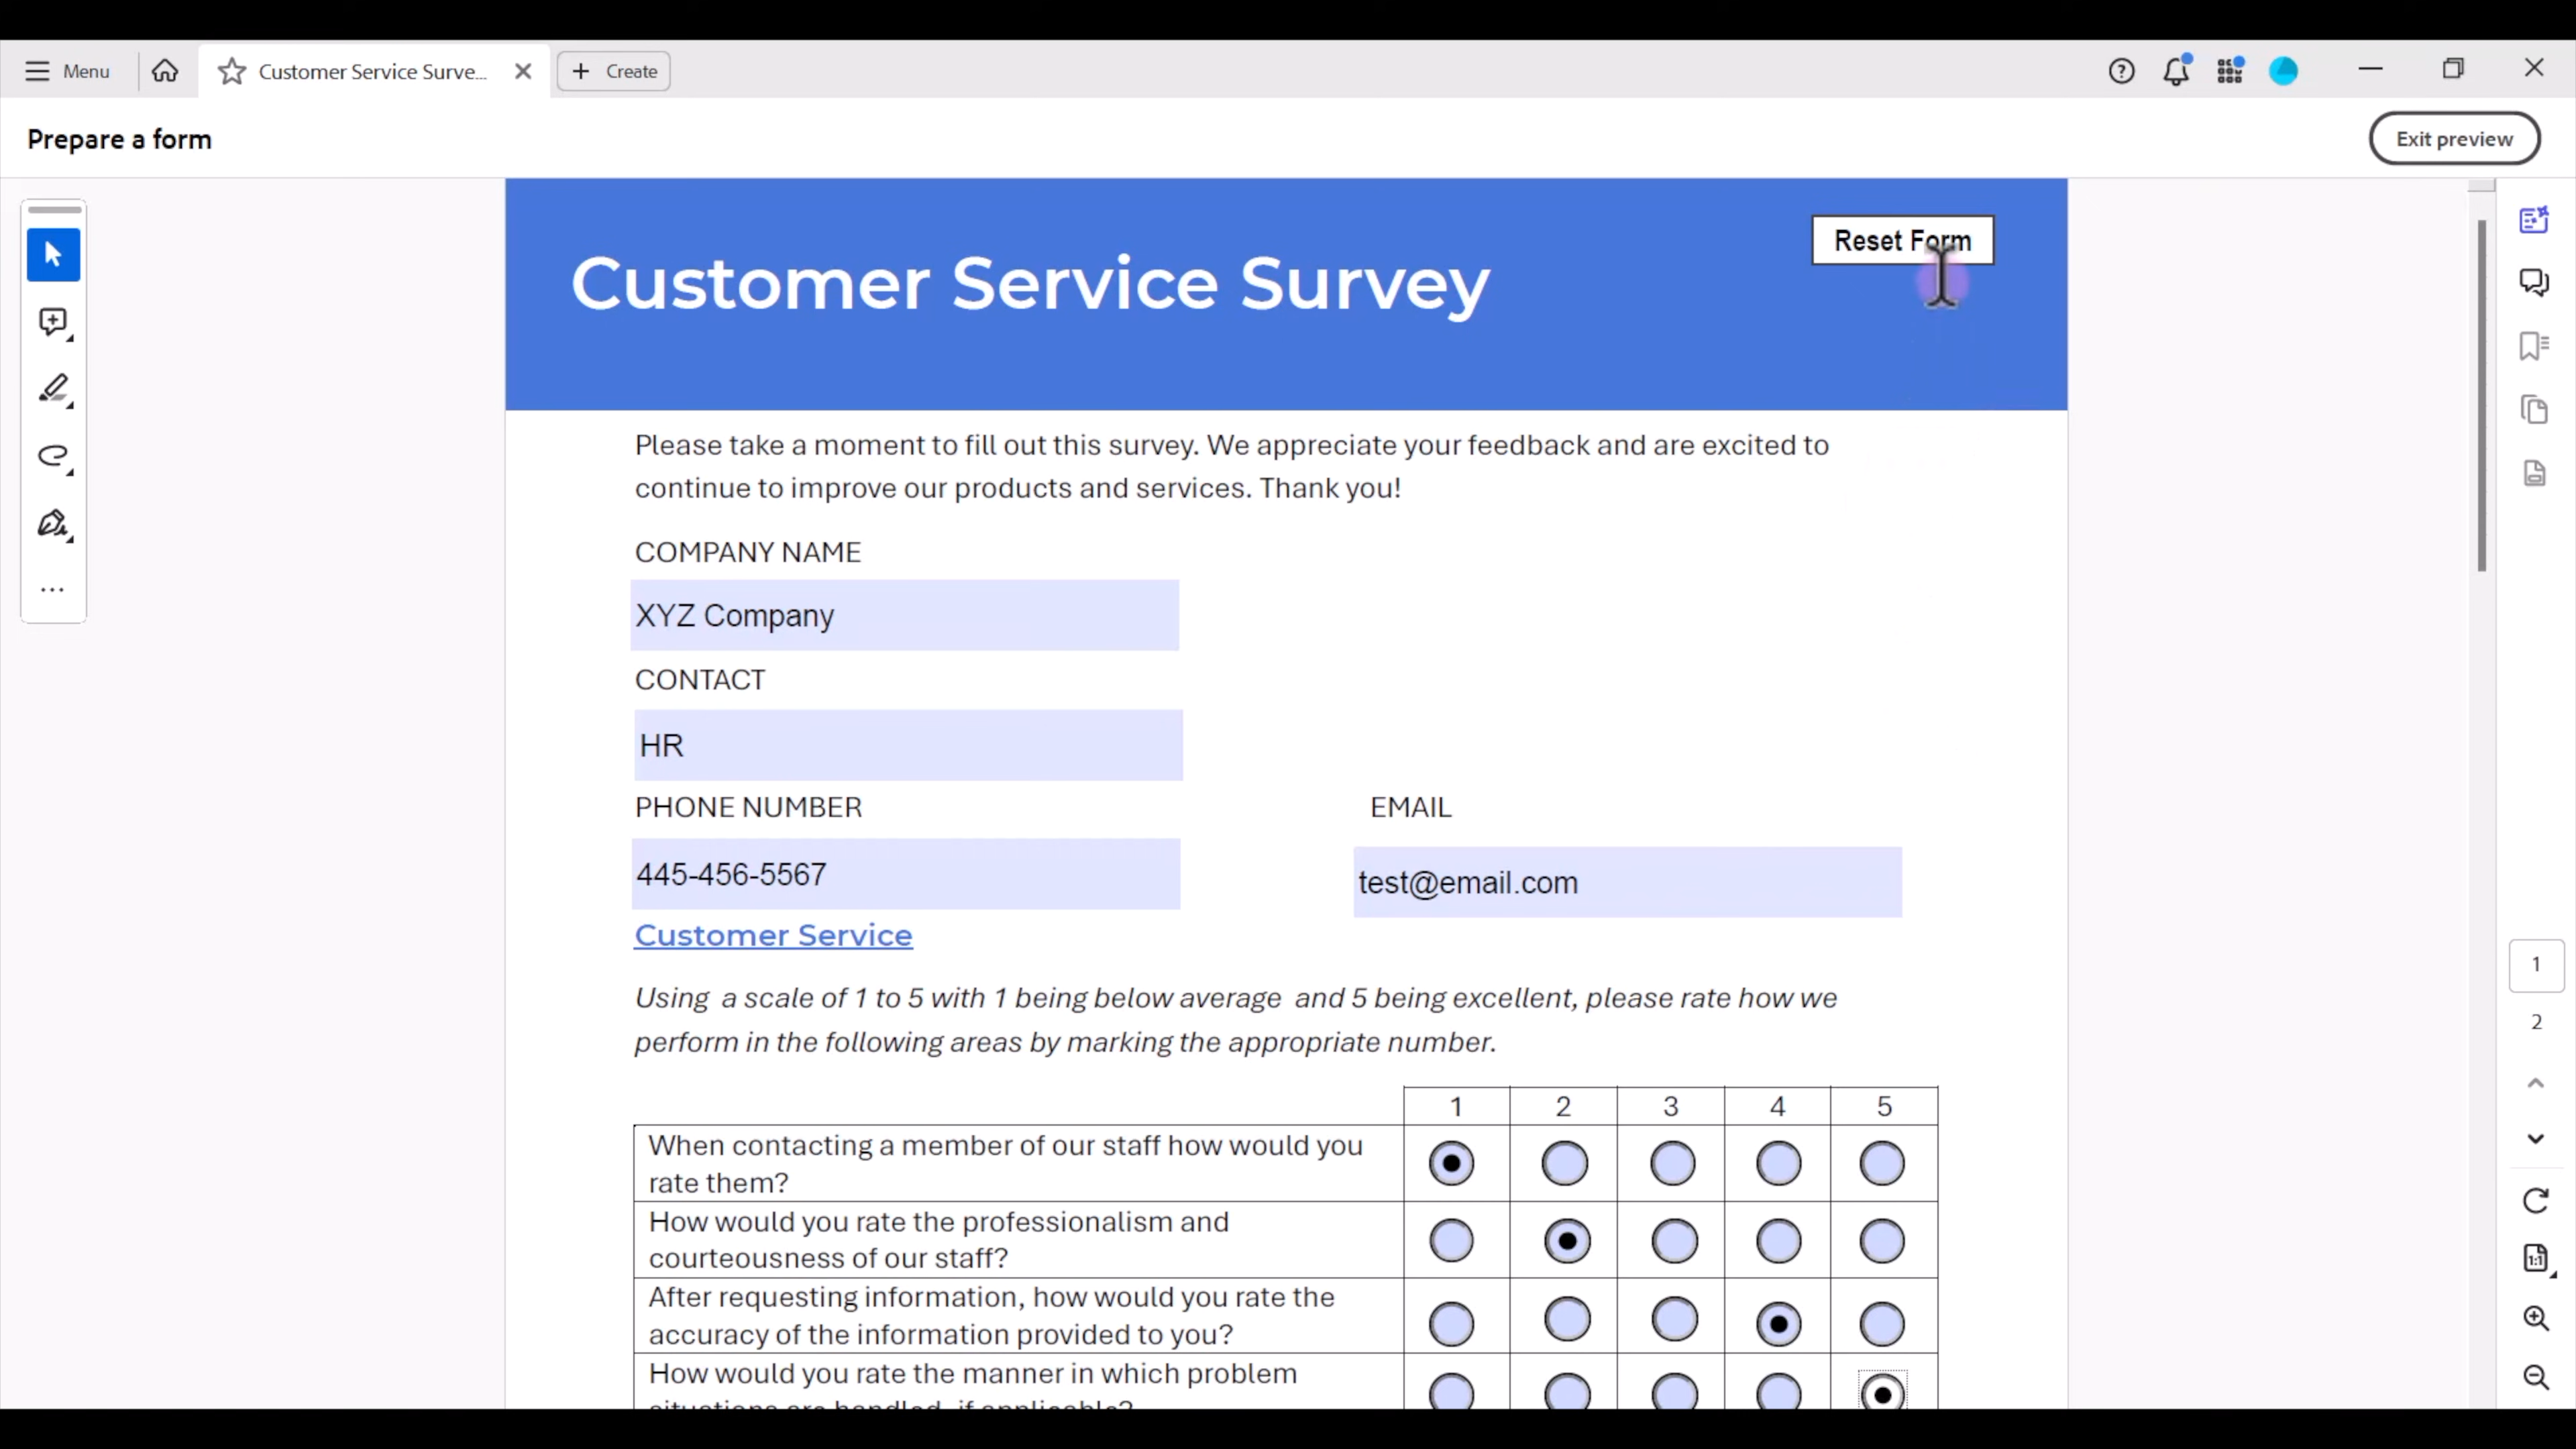 Menu
Customer Service Surve...
Create
Prepare a form
Exit preview
Reset Form
Customer Service Survey
Please take a moment to fill out this survey. We appreciate your feedback and are excited to
continue to improve our products and services. Thank you!
COMPANY NAME
XYZ Company
CONTACT
HR
PHONE NUMBER
EMAIL
445-456-5567
test@email.com
Customer Service
Using a scale of 1 to 5 with 1 being below average and 5 being excellent, please rate how we
perform in the following areas by marking the appropriate number.
1 2 3 4 5
When contacting a member of our staff how would you
rate them?
How would you rate the professionalism and
courteousness of our staff?
After requesting information, how would you rate the
accuracy of the information provided to you?
How would you rate the manner in which problem
situations are handled, if applicable?
1
2
1:1